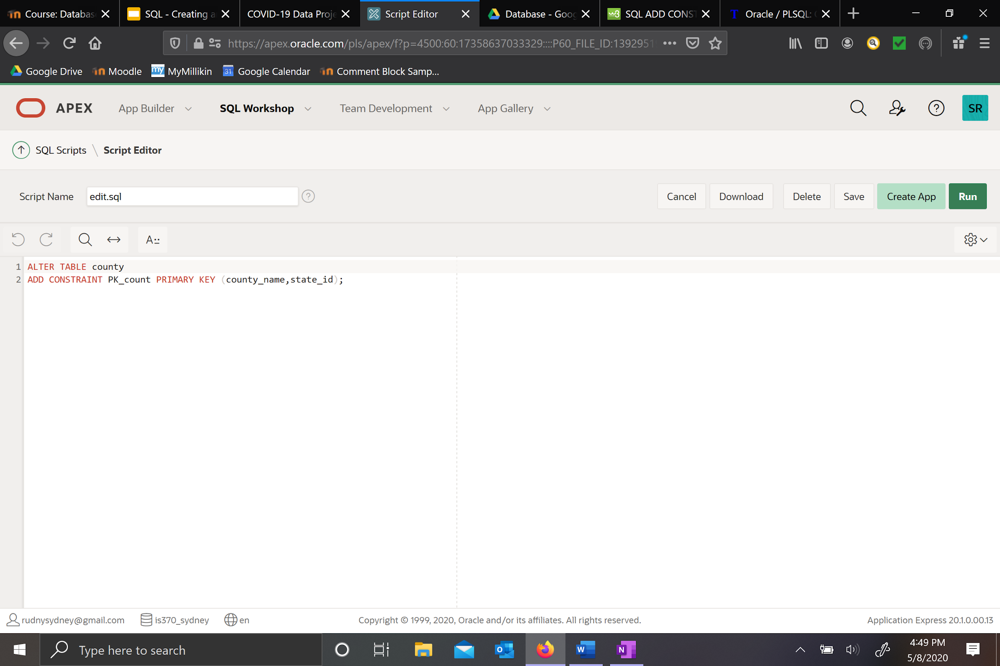 Course: Databas
SQL - Creating a
COVID-19 Data Proje
Script Editor
Database - Goog
SQL ADD CONST
Oracle / PLSQL:
https://apex.oracle.com/pls/apex/f?p=4500:60:17358637033329::::P60_FILE_ID:1392951
Google Drive
Moodle
my
MyMillikin
31
Google Calendar
Comment Block Samp...
APEX
App Builder
SQL Workshop
Team Development
App Gallery
SR
SQL Scripts \ Script Editor
Script Name
edit.sql
?
Cancel
Download
Delete
Save
Create App
Run
A::
1 ALTER TABLE county
2 ADD CONSTRAINT PK_count PRIMARY KEY (county_name,state_id);
rudnysydney@gmail.com
is370_sydney
en
Copyright © 1999, 2020, Oracle and/or its affiliates. All rights reserved.
Application Express 20.1.0.00.13
Type here to search
4:49 PM
5/8/2020